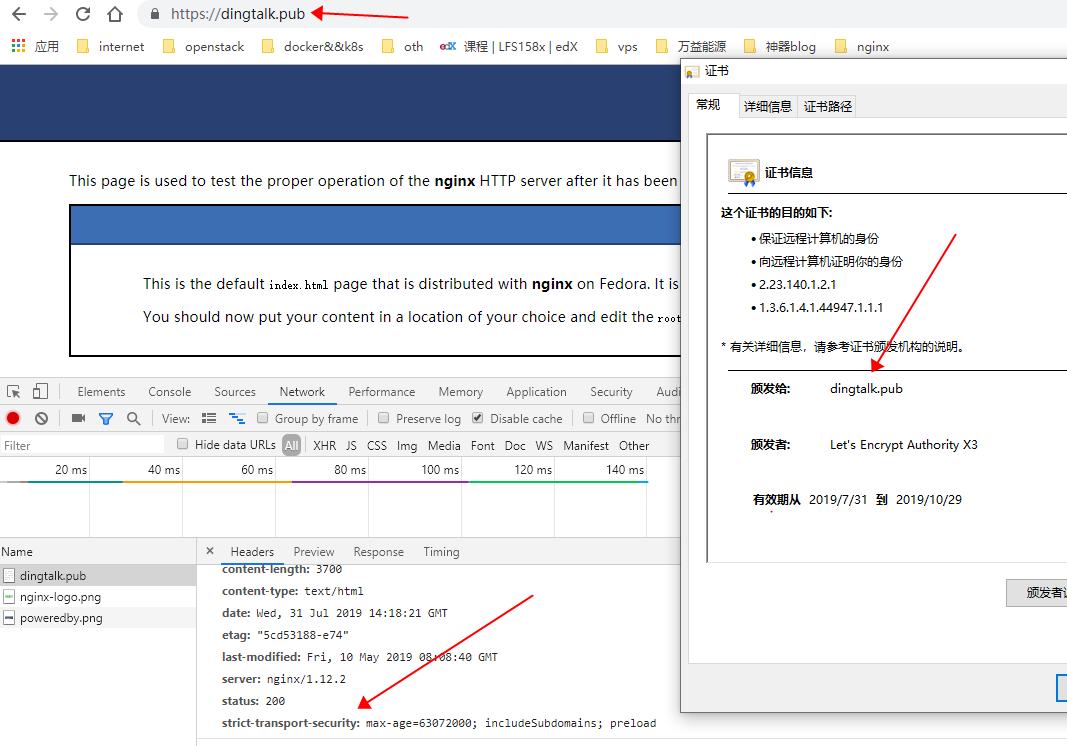 https://dingtalk.pub
应用 internet openstack docker&&k8s oth edX 课程 | LFS158x | edX vps 万益能源 神器blog nginx
This page is used to test the proper operation of the nginx HTTP server after it has been
This is the default index.html page that is distributed with nginx on Fedora. It is
You should now put your content in a location of your choice and edit the root
Elements Console Sources Network Performance Memory Application Security Audi
View: Group by frame Preserve log Disable cache Offline No thr
Filter Hide data URLs All XHR JS CSS Img Media Font Doc WS Manifest Other
20 ms 40 ms 60 ms 80 ms 100 ms 120 ms 140 ms
Name
dingtalk.pub
nginx-logo.png
poweredby.png
× Headers Preview Response Timing
content-length: 3700
content-type: text/html
date: Wed, 31 Jul 2019 14:18:21 GMT
etag: "5cd53188-e74"
last-modified: Fri, 10 May 2019 08:08:40 GMT
server: nginx/1.12.2
status: 200
strict-transport-security: max-age=63072000; includeSubdomains; preload
证书
常规 详细信息 证书路径
证书信息
这个证书的目的如下:
• 保证远程计算机的身份
• 向远程计算机证明你的身份
• 2.23.140.1.2.1
• 1.3.6.1.4.1.44947.1.1.1
* 有关详细信息，请参考证书颁发机构的说明。
颁发给: dingtalk.pub
颁发者: Let's Encrypt Authority X3
有效期从 2019/7/31 到 2019/10/29
颁发者